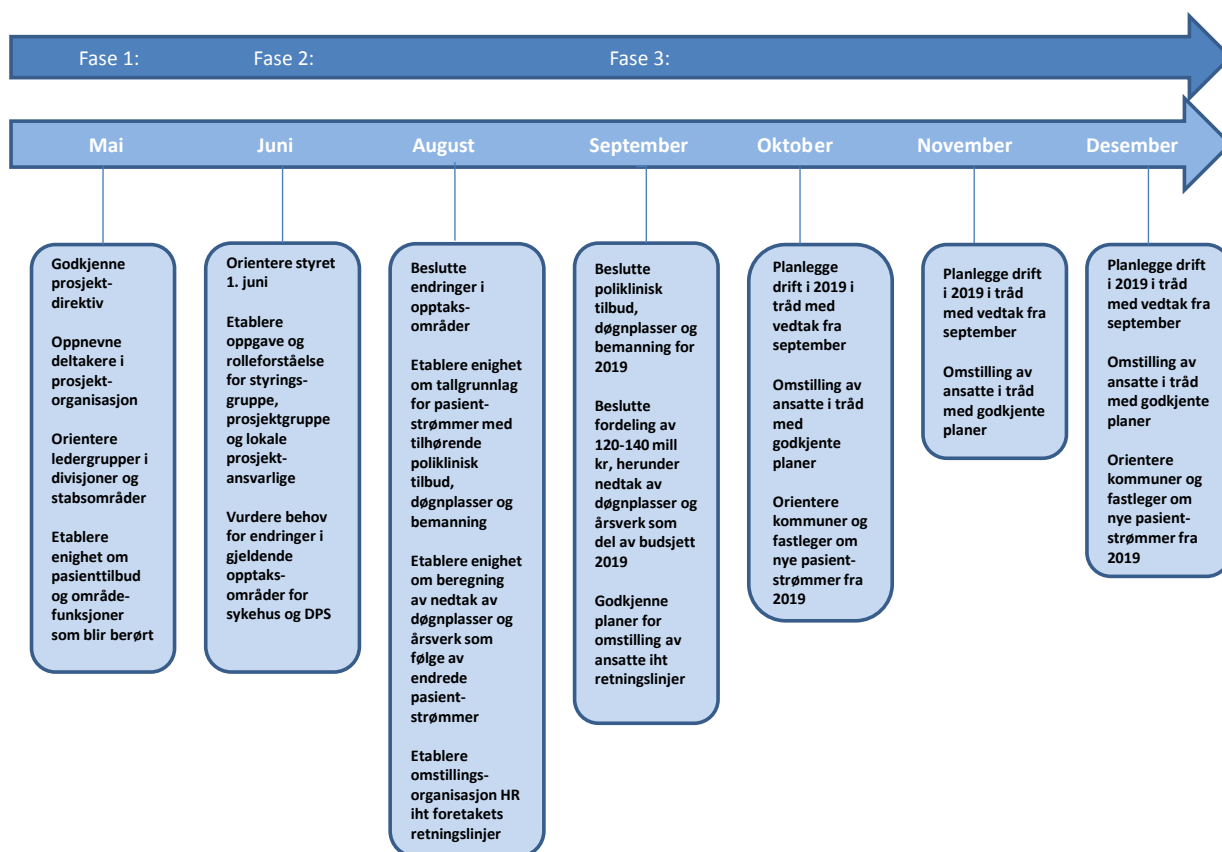 Fase 1:
Fase 2:
Fase 3:
Mai
Juni
August
September
Oktober
November
Desember
Godkjenne
prosjekt-
direktiv
Oppnevne
deltakere i
prosjekt-
organisasjon
Orientere
ledergrupper i
divisjoner og
stabsområder
Etablere
enighet om
pasienttilbud
og område-
funksjoner
som blir berørt
Orientere styret
1. juni
Etablere
oppgave og
rolleforståelse
for styrings-
gruppe,
prosjektgruppe
og lokale
prosjekt-
ansvarlige
Vurdere behov
for endringer i
gjeldende
opptaks-
områder for
sykehus og DPS
Beslutte
endringer i
opptaks-
områder
Etablere enighet
om tallgrunnlag
for pasient-
strømmer med
tilhørende
poliklinisk
tilbud,
døgnplasser og
bemanning
Etablere enighet
om beregning
av nedtak av
døgnplasser og
årsverk som
følge av
endrede
pasient-
strømmer
Etablere
omstillings-
organisasjon HR
iht foretakets
retningslinjer
Beslutte
poliklinisk
tilbud,
døgnplasser og
bemanning for
2019
Beslutte
fordeling av
120-140 mill
kr, herunder
nedtak av
døgnplasser og
årsverk som
del av budsjett
2019
Godkjenne
planer for
omstilling av
ansatte iht
retningslinjer
Planlegge
drift i 2019 i
tråd med
vedtak fra
september
Omstilling av
ansatte i tråd
med
godkjente
planer
Orientere
kommuner og
fastleger om
nye pasient-
strømmer fra
2019
Planlegge drift
i 2019 i tråd
med vedtak fra
september
Omstilling av
ansatte i tråd
med godkjente
planer
Planlegge drift
i 2019 i tråd
med vedtak fra
september
Omstilling av
ansatte i tråd
med godkjente
planer
Orientere
kommuner og
fastleger om
nye pasient-
strømmer fra
2019